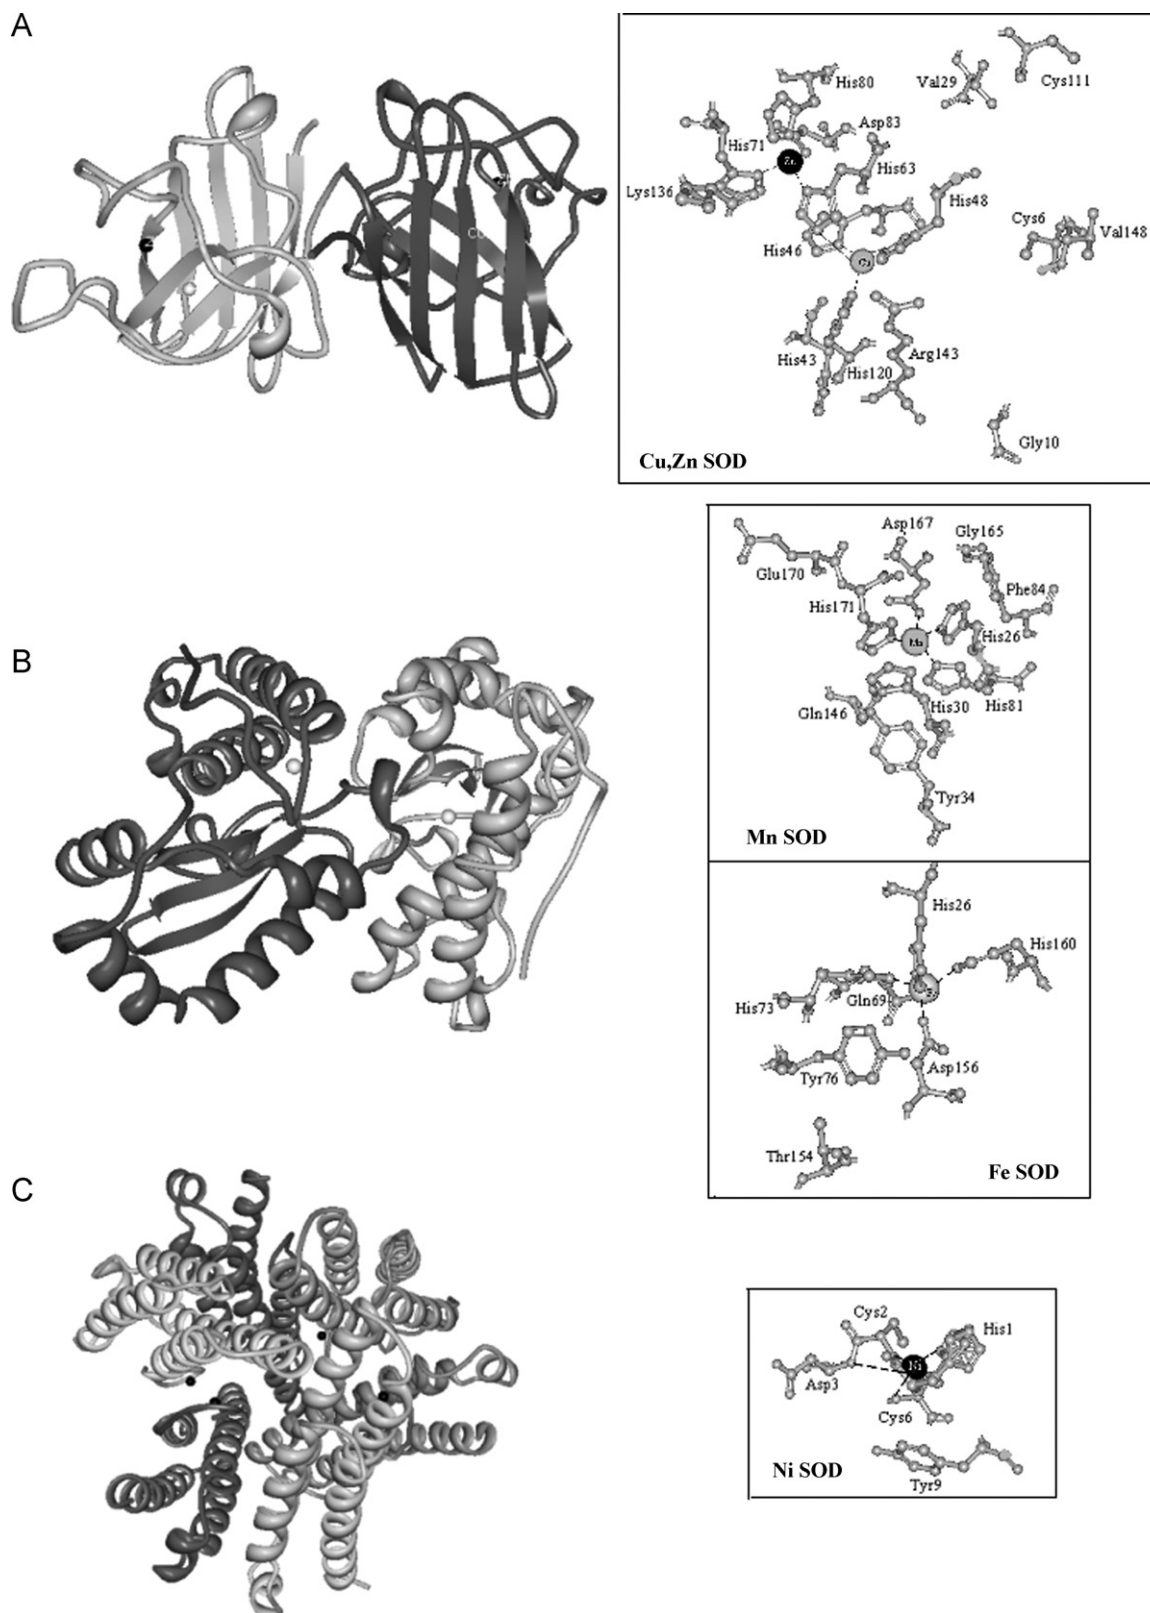 A
His80
Val29
Cys111
His71
Asp83
Zn
His63
Lys136
His48
Cys6
Val148
His46
Cu
His43
His120
Arg143
Gly10
Cu,Zn SOD
B
Asp167
Gly165
Glu170
Phe84
His171
Mn
His26
Gln146
His30
His81
Tyr34
Mn SOD
His26
His160
Gln69
His73
Tyr76
Asp156
Thr154
Fe SOD
C
Cys2
His1
Ni
Asp3
Cys6
Ni SOD
Tyr9